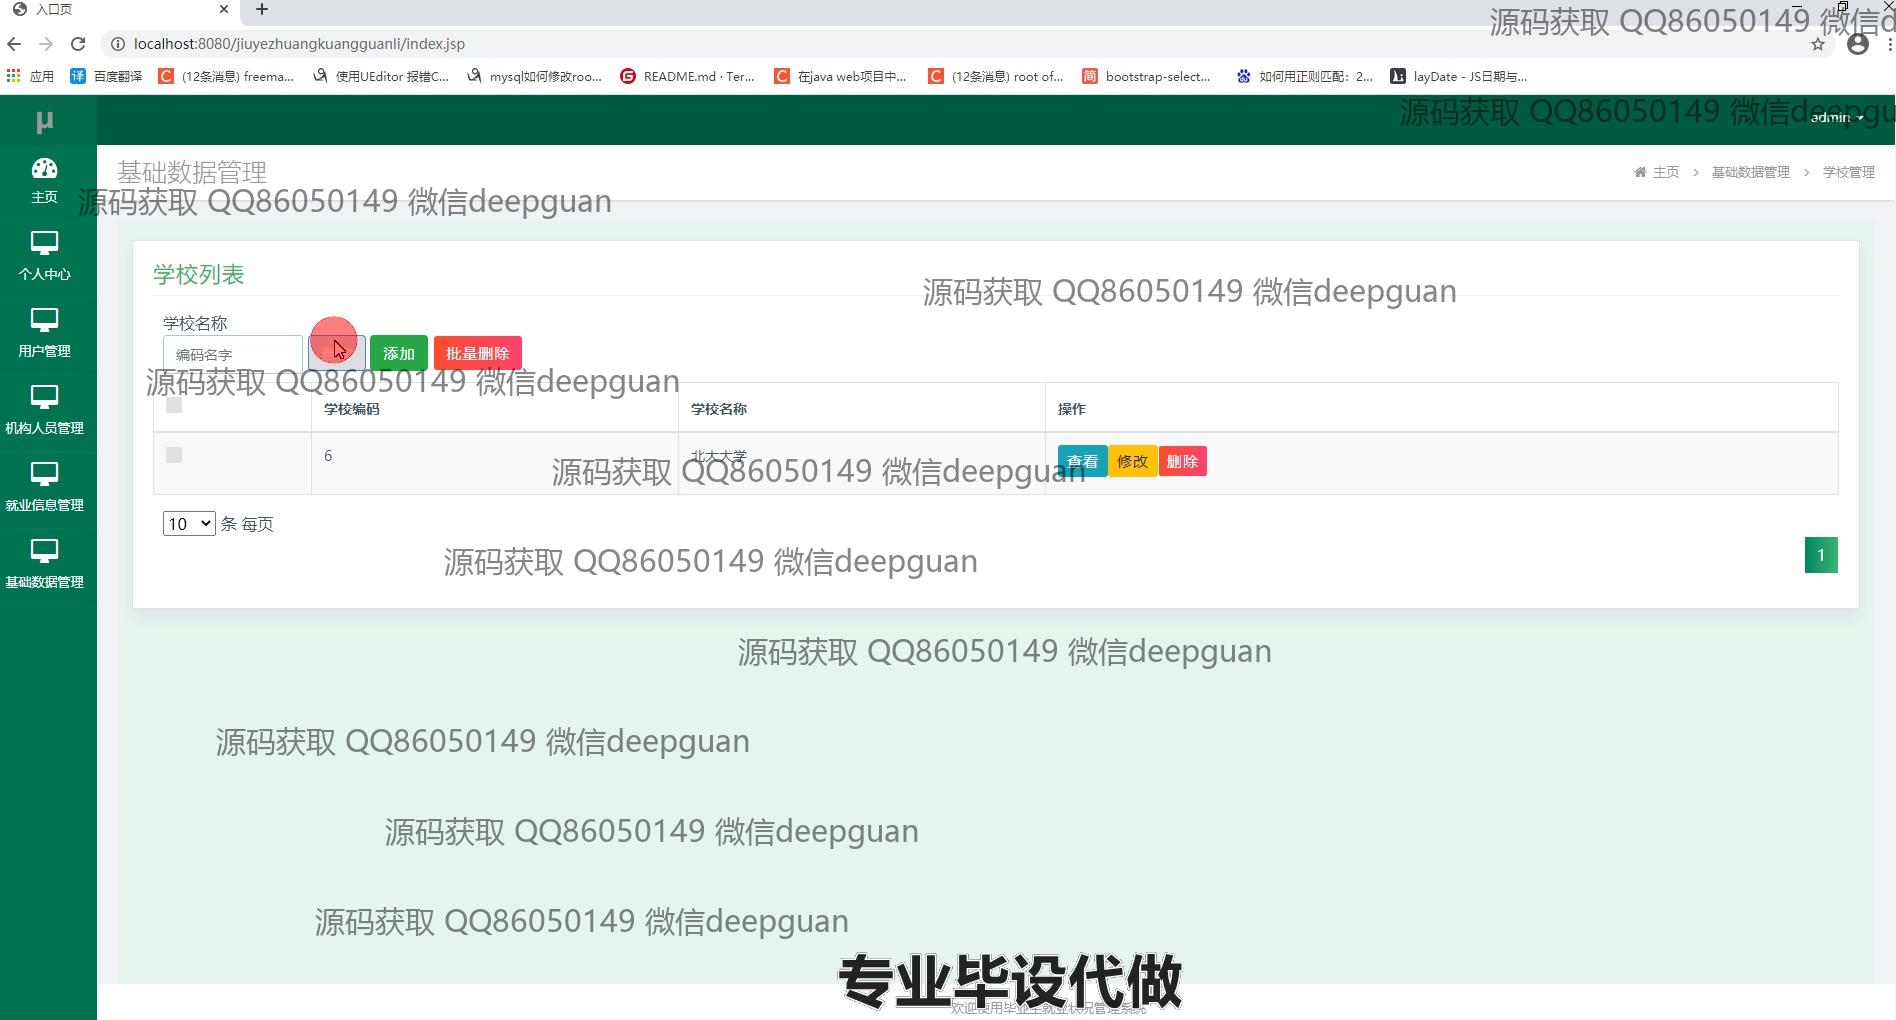 入口页
localhost:8080/jiuyezhuangkuangguanli/index.jsp
源码获取 QQ86050149 微信d
应用 百度翻译 (12条消息) freema... 使用UEditor 报错C... mysql如何修改roo... README.md · Ter... 在java web项目中... (12条消息) root of... bootstrap-select... 如何用正则匹配：2... layDate - JS日期与...
μ
源码获取 QQ86050149 微信deepgu
admin
主页
基础数据管理
主页 > 基础数据管理 > 学校管理
源码获取 QQ86050149 微信deepguan
个人中心
学校列表
源码获取 QQ86050149 微信deepguan
学校名称
用户管理
编码名字 添加 批量删除
源码获取 QQ86050149 微信deepguan
学校编码 学校名称 操作
机构人员管理
6 北大大学 查看 修改 删除
源码获取 QQ86050149 微信deepguan
就业信息管理
10 条 每页
1
源码获取 QQ86050149 微信deepguan
基础数据管理
源码获取 QQ86050149 微信deepguan
源码获取 QQ86050149 微信deepguan
源码获取 QQ86050149 微信deepguan
源码获取 QQ86050149 微信deepguan
专业毕设代做
欢迎使用毕业生就业状况管理系统